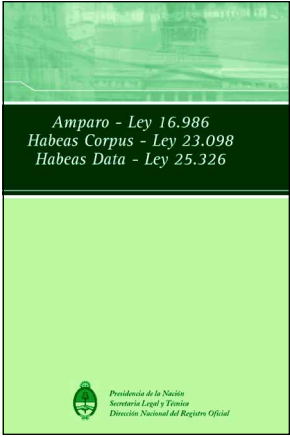 Amparo - Ley 16.986
Habeas Corpus - Ley 23.098
Habeas Data - Ley 25.326
Presidencia de la Nación
Secretaría Legal y Técnica
Dirección Nacional del Registro Oficial